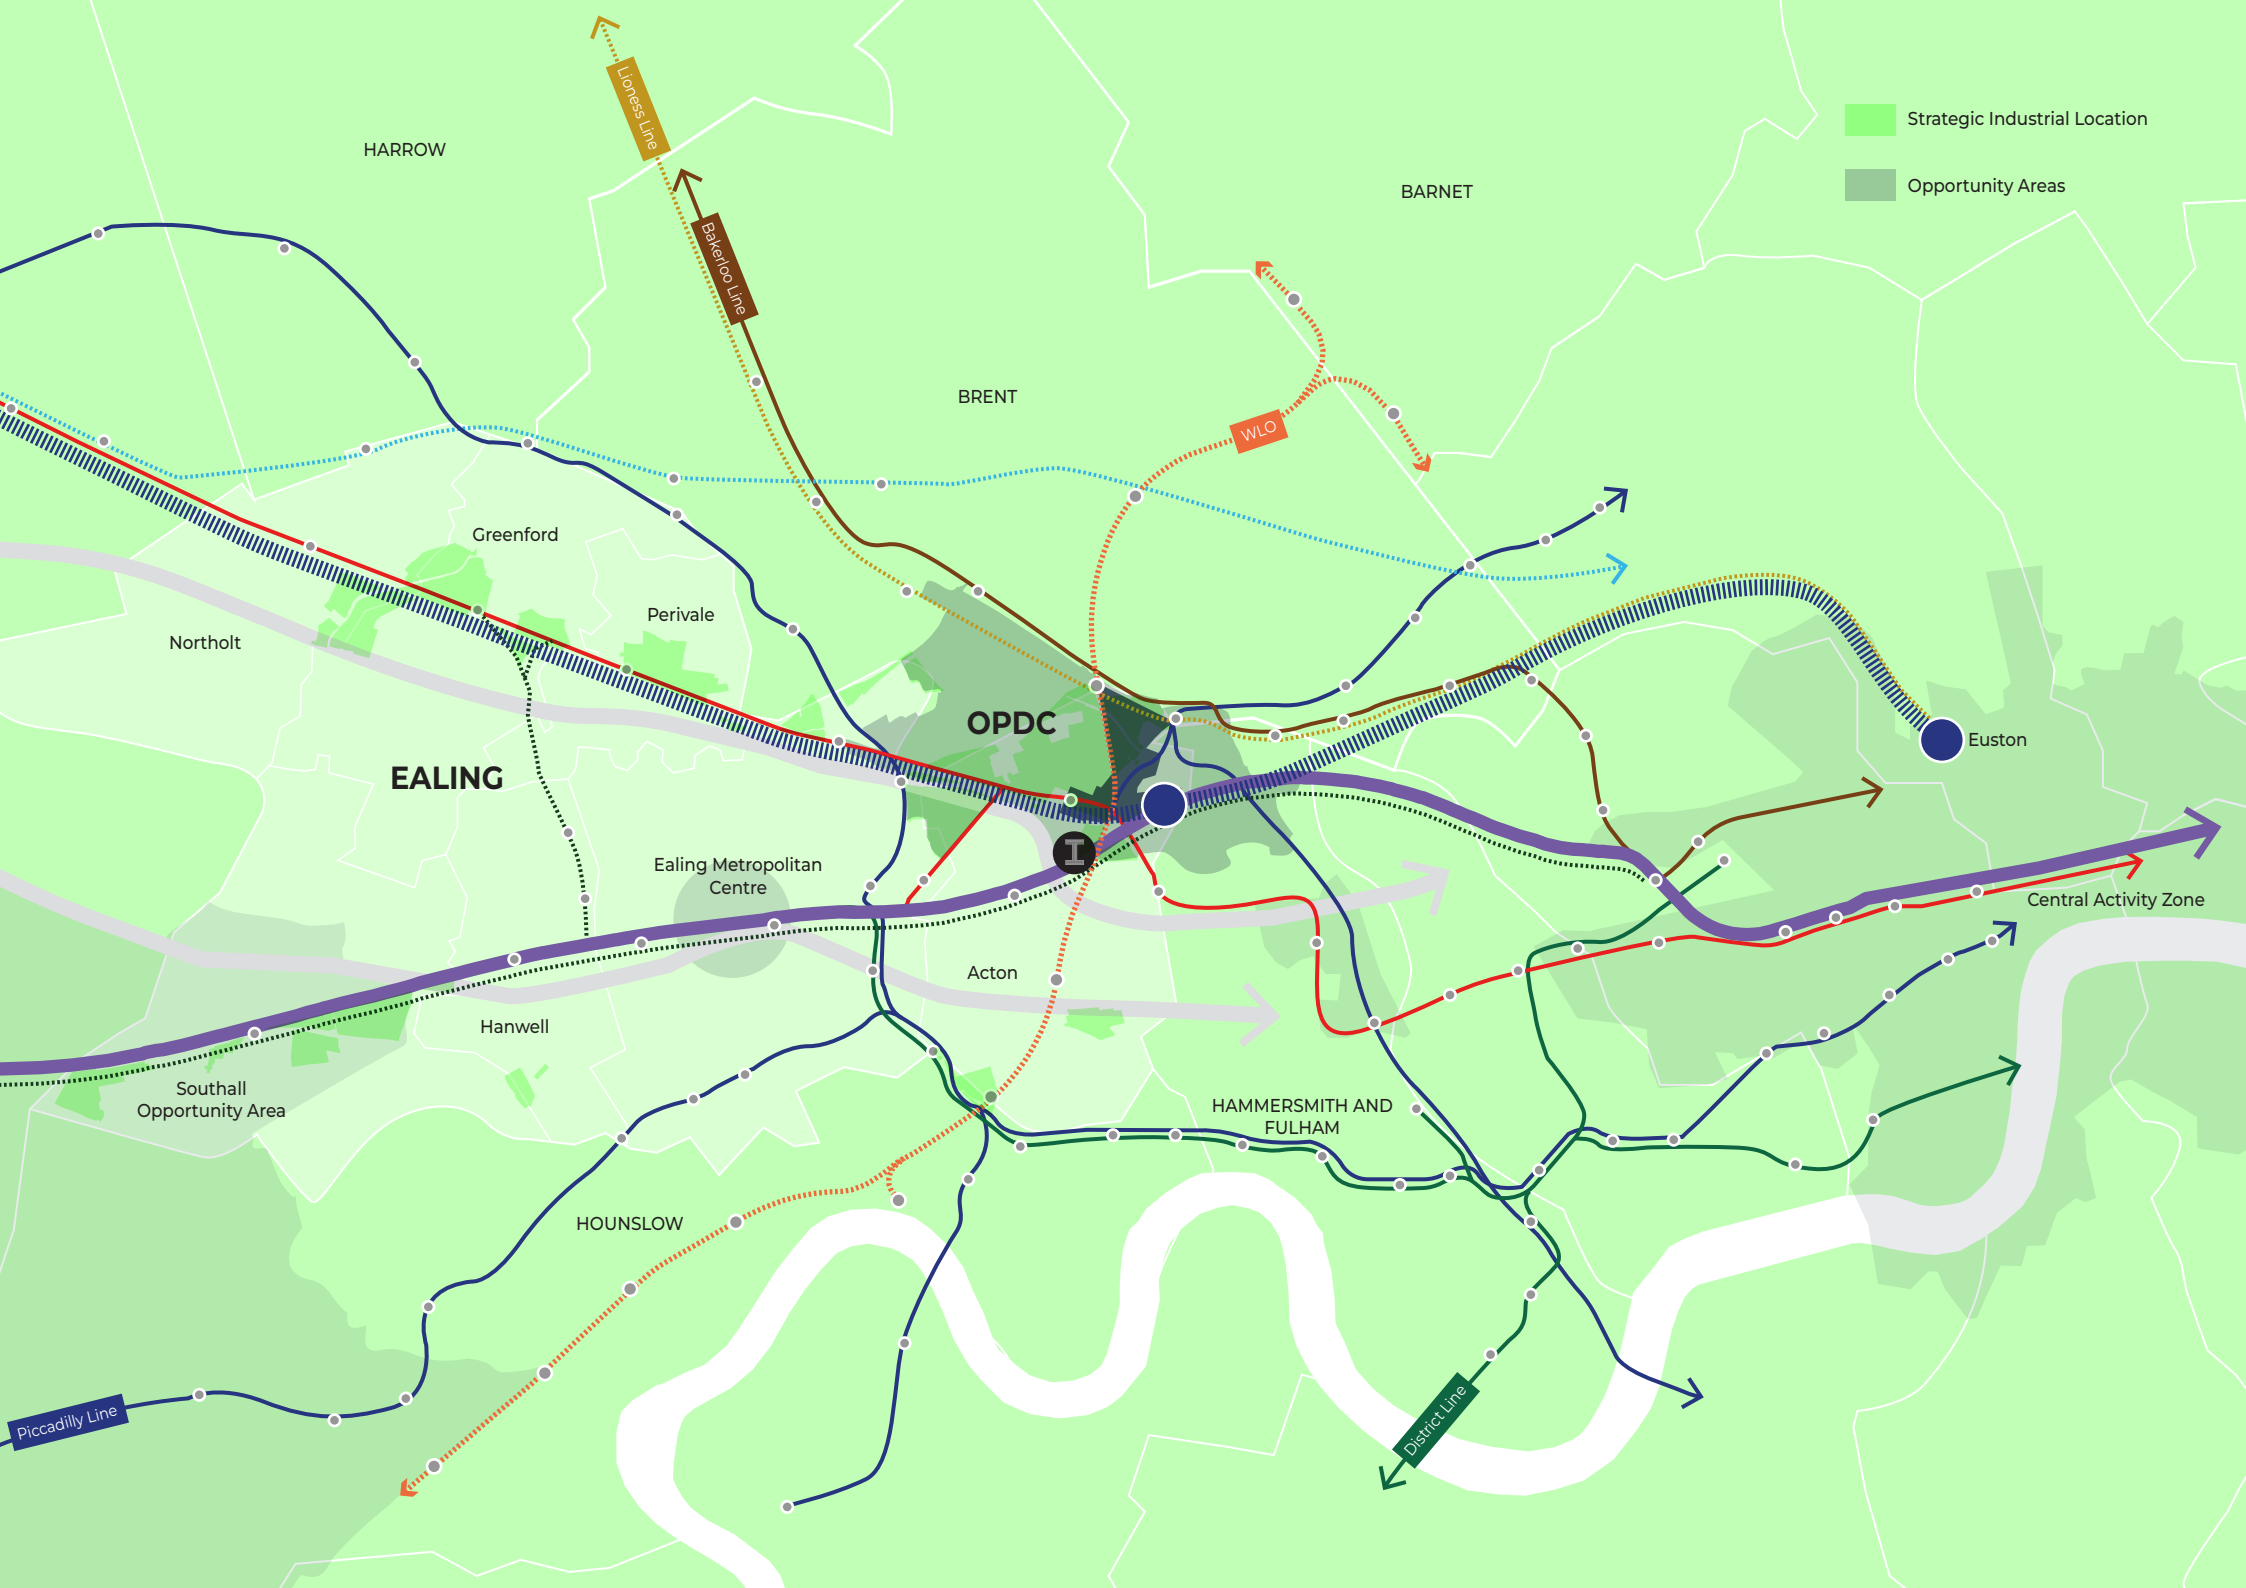 Lioness Line
Strategic Industrial Location
HARROW
Opportunity Areas
BARNET
Bakerloo Line
BRENT
WLO
Greenford
Perivale
Northolt
OPDC
Euston
EALING
I
Ealing Metropolitan
Centre
Central Activity Zone
Acton
Hanwell
Southall
Opportunity Area
HAMMERSMITH AND
FULHAM
HOUNSLOW
Piccadilly Line
District Line